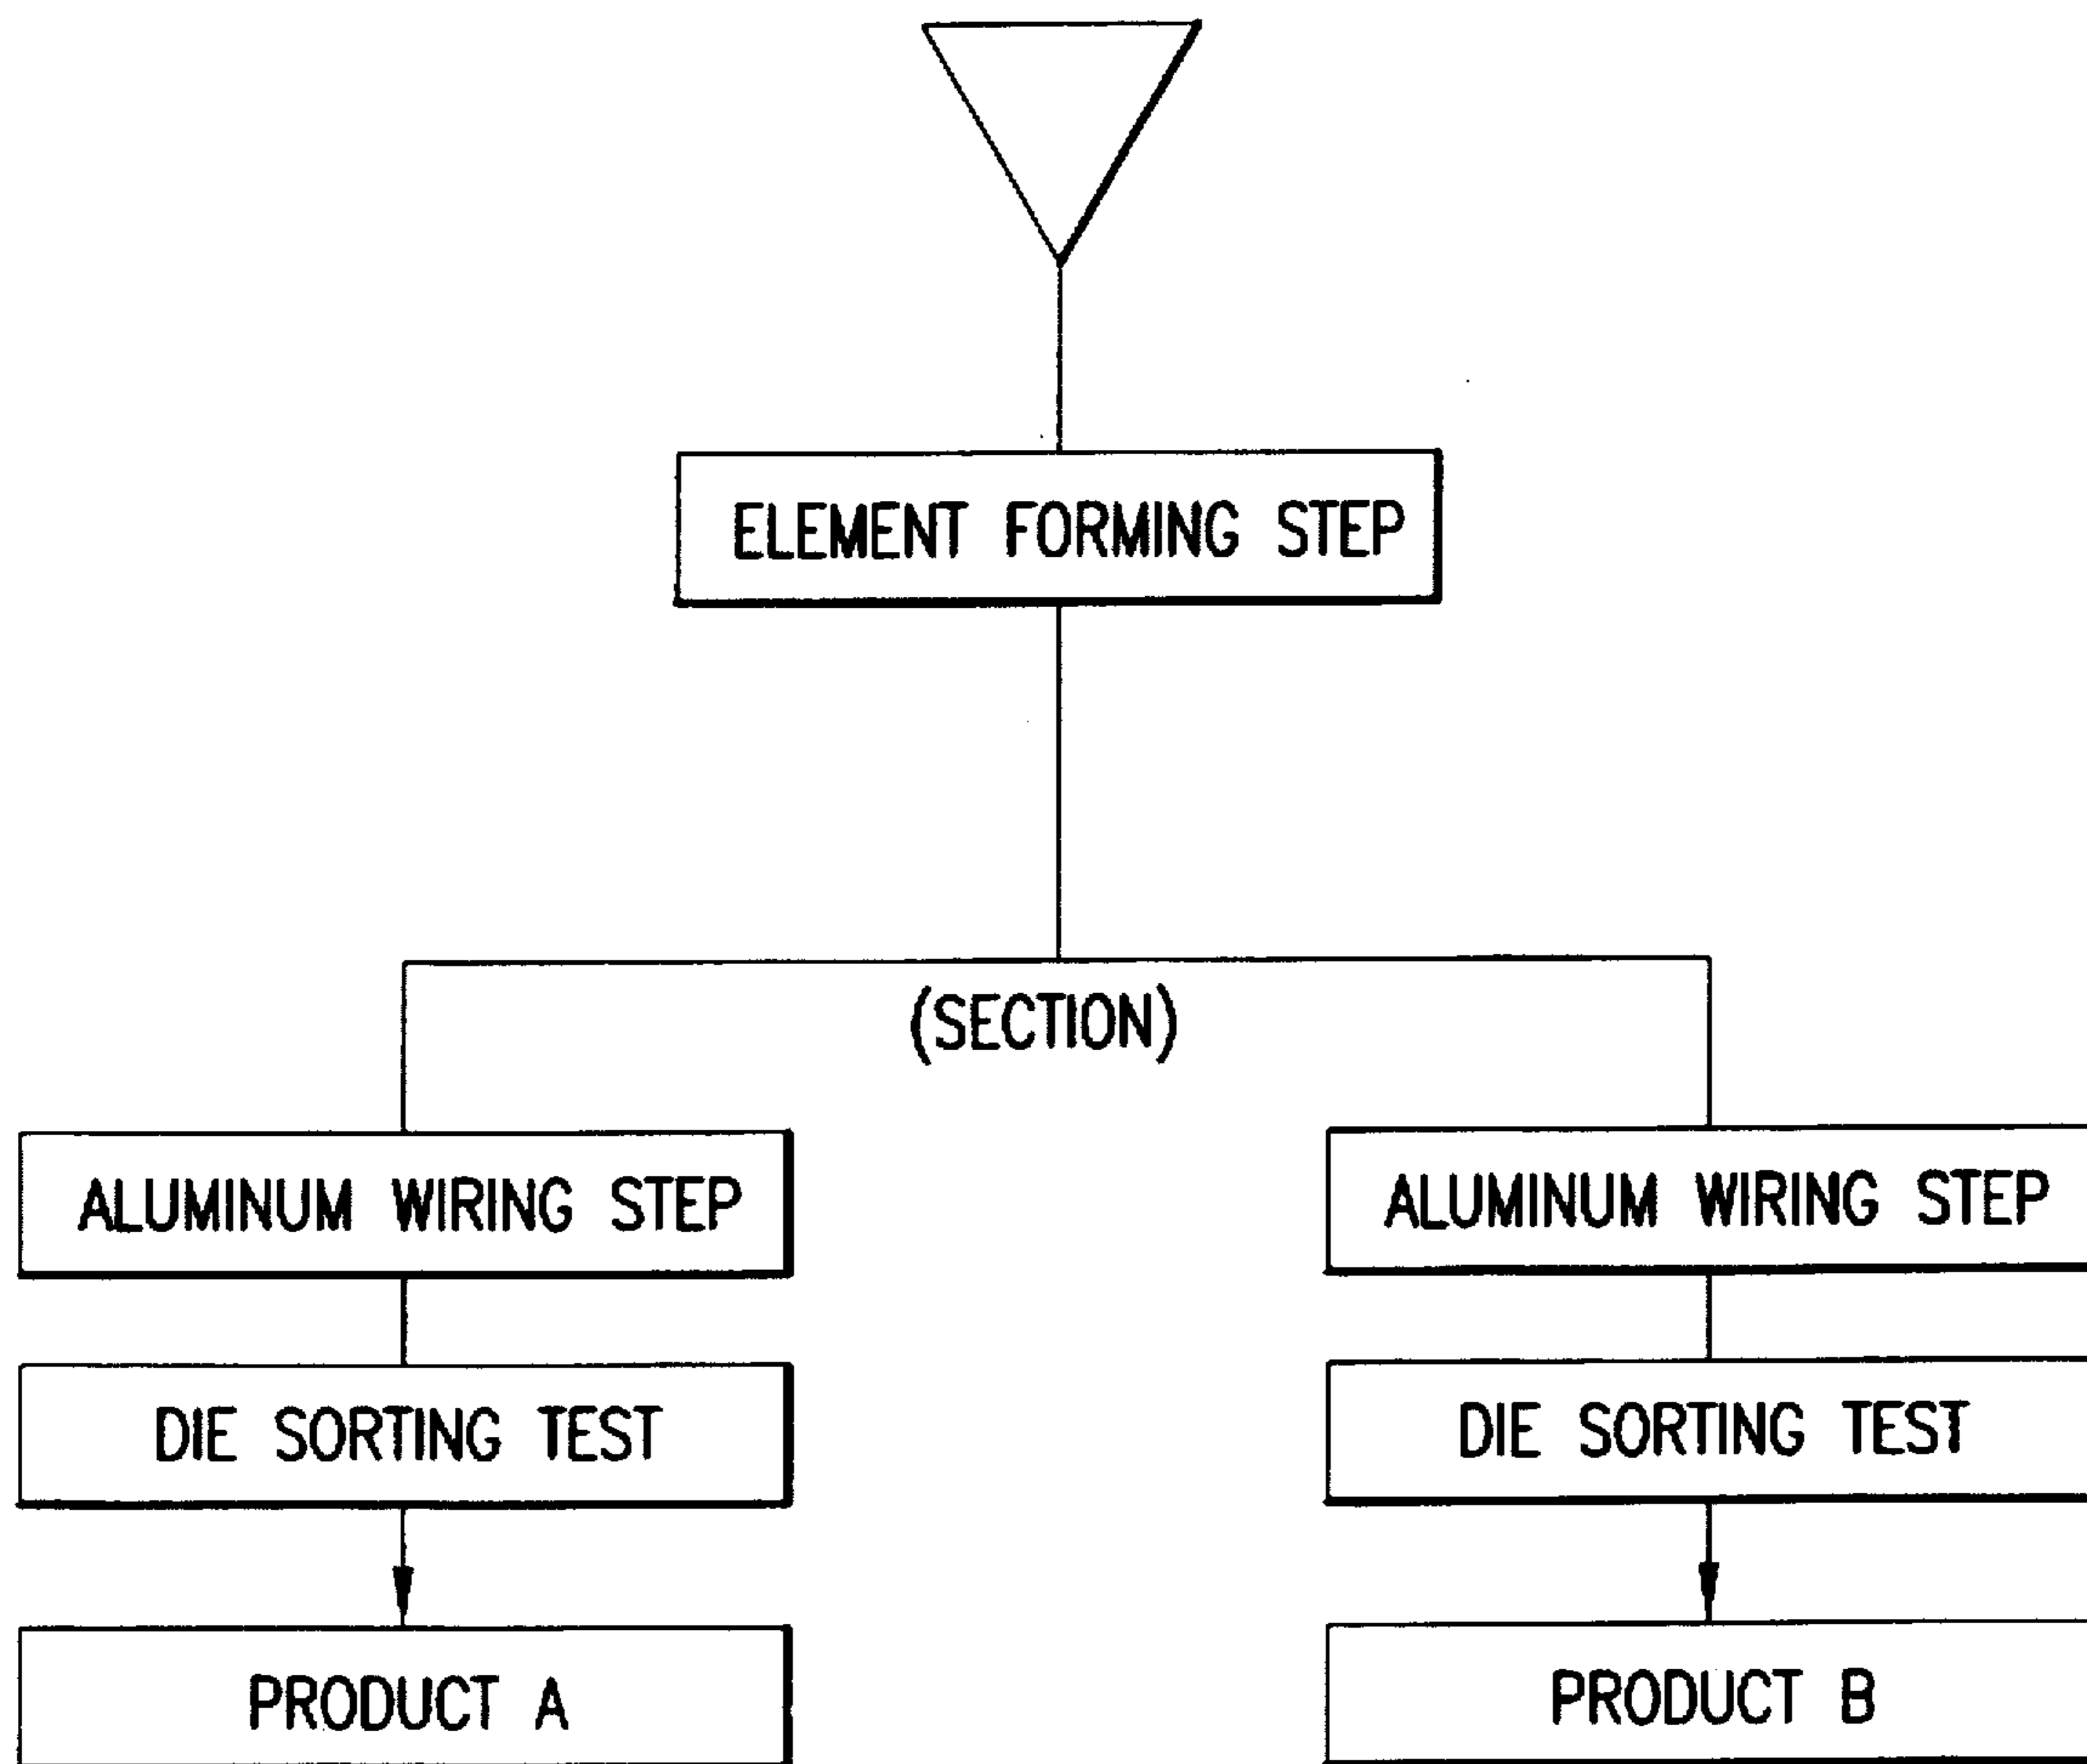 ELEMENT FORMING STEP
(SECTION)
ALUMINUM WIRING STEP
DIE SORTING TEST
PRODUCT A
ALUMINUM WIRING STEP
DIE SORTING TEST
PRODUCT B